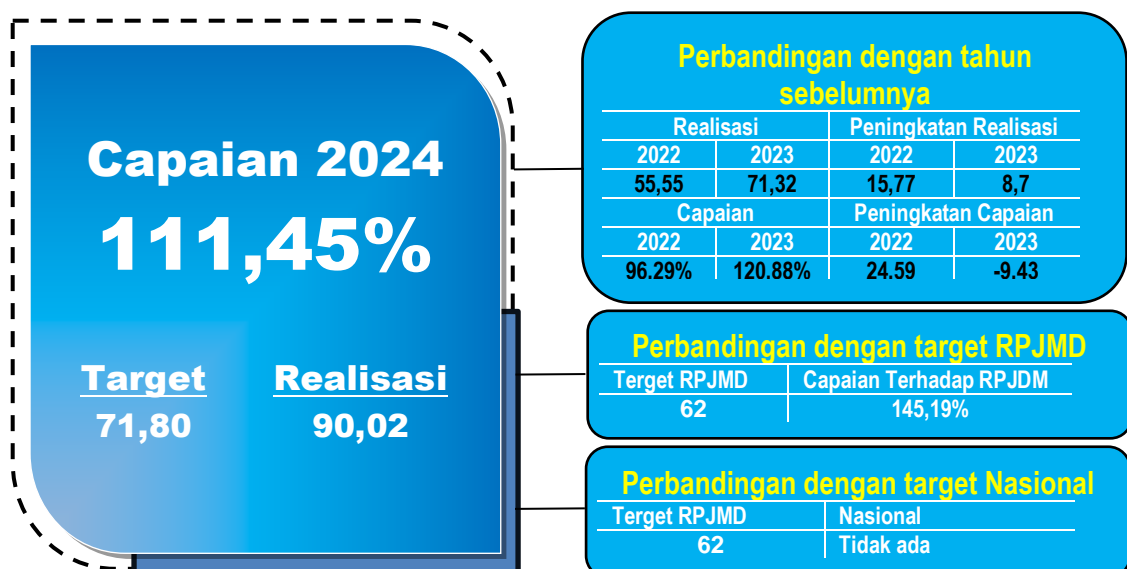 Capaian 2024
111,45%
Target Realisasi
71,80 90,02
Perbandingan dengan tahun
sebelumnya
Realisasi Peningkatan Realisasi
2022 2023 2022 2023
55,55 71,32 15,77 8,7
Capaian Peningkatan Capaian
2022 2023 2022 2023
96.29% 120.88% 24.59 -9.43
Perbandingan dengan target RPJMD
Terget RPJMD Capaian Terhadap RPJDM
62 145,19%
Perbandingan dengan target Nasional
Terget RPJMD Nasional
62 Tidak ada